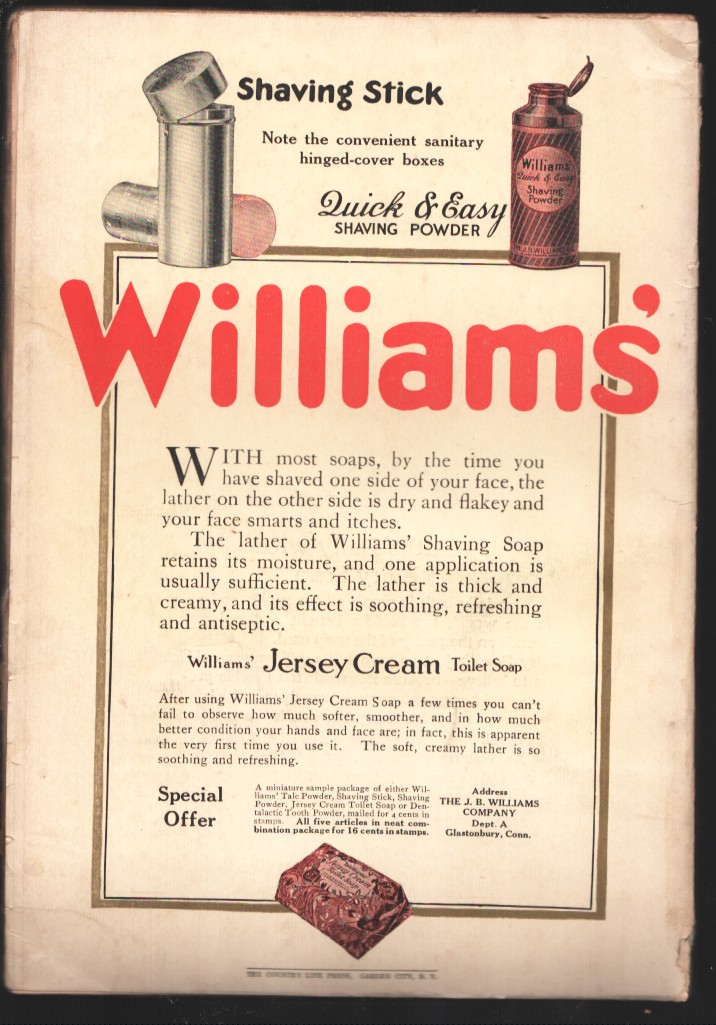 Shaving Stick
Note the convenient sanitary
hinged-cover boxes
Quick & Easy
SHAVING POWDER
Williams'
Quick & Easy
Shaving
Powder
Williams'
WITH most soaps, by the time you
have shaved one side of your face, the
lather on the other side is dry and flakey and
your face smarts and itches.
The lather of Williams' Shaving Soap
retains its moisture, and one application is
usually sufficient. The lather is thick and
creamy, and its effect is soothing, refreshing
and antiseptic.
Williams' Jersey Cream Toilet Soap
After using Williams' Jersey Cream Soap a few times you can't
fail to observe how much softer, smoother, and in how much
better condition your hands and face are; in fact, this is apparent
the very first time you use it. The soft, creamy lather is so
soothing and refreshing.
Special
Offer
A miniature sample package of either Wil-
liams' Talc Powder, Shaving Stick, Shaving
Powder, Jersey Cream Toilet Soap or Den-
talactic Tooth Powder, mailed for 4 cents in
stamps. All five articles in neat com-
bination package for 16 cents in stamps.
Address
THE J. B. WILLIAMS
COMPANY
Dept. A
Glastonbury, Conn.
THE COUNTRY LIFE PRESS, GARDEN CITY, N. Y.